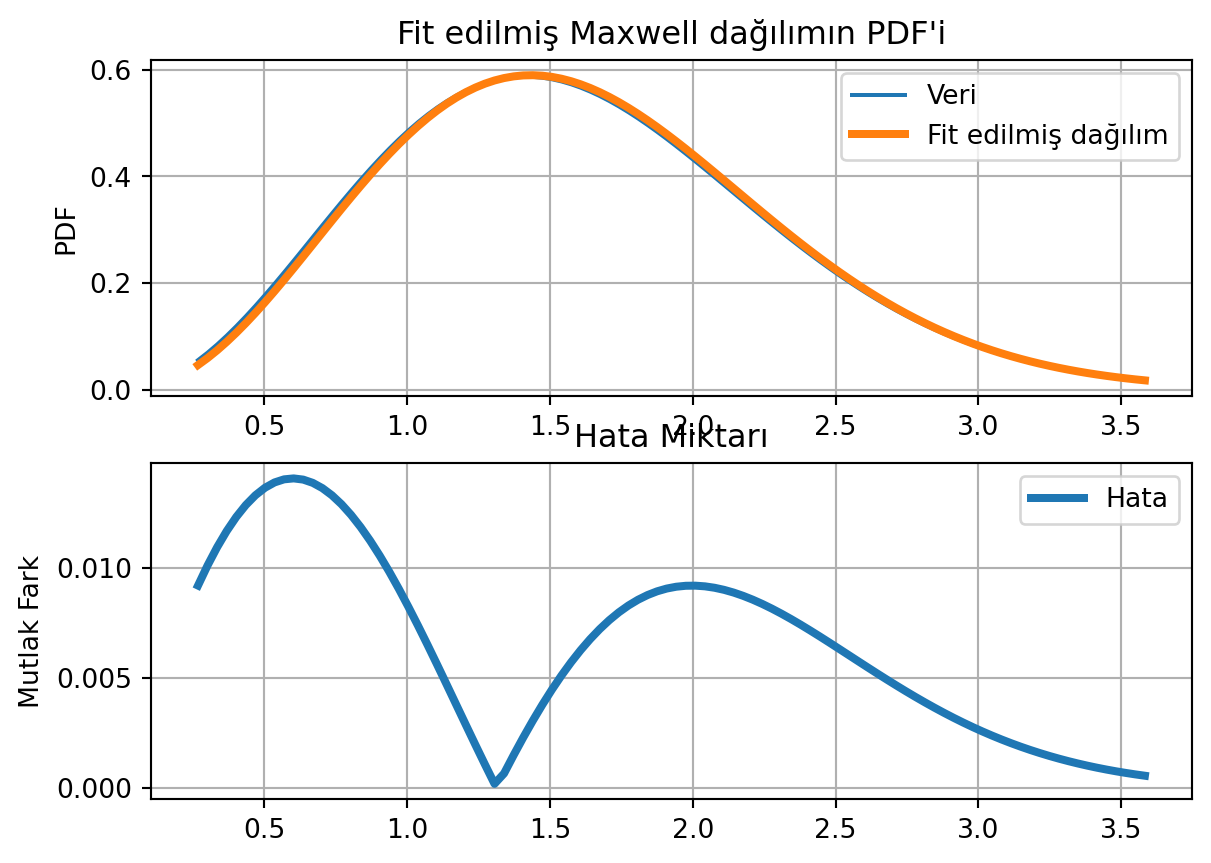 Fit edilmiş Maxwell dağılımın PDF'i
Veri
Fit edilmiş dağılım
PDF
0.6
0.4
0.2
0.0
0.5 1.0 1.5 2.0 2.5 3.0 3.5
Hata Miktarı
Hata
Mutlak Fark
0.010
0.005
0.000
0.5 1.0 1.5 2.0 2.5 3.0 3.5